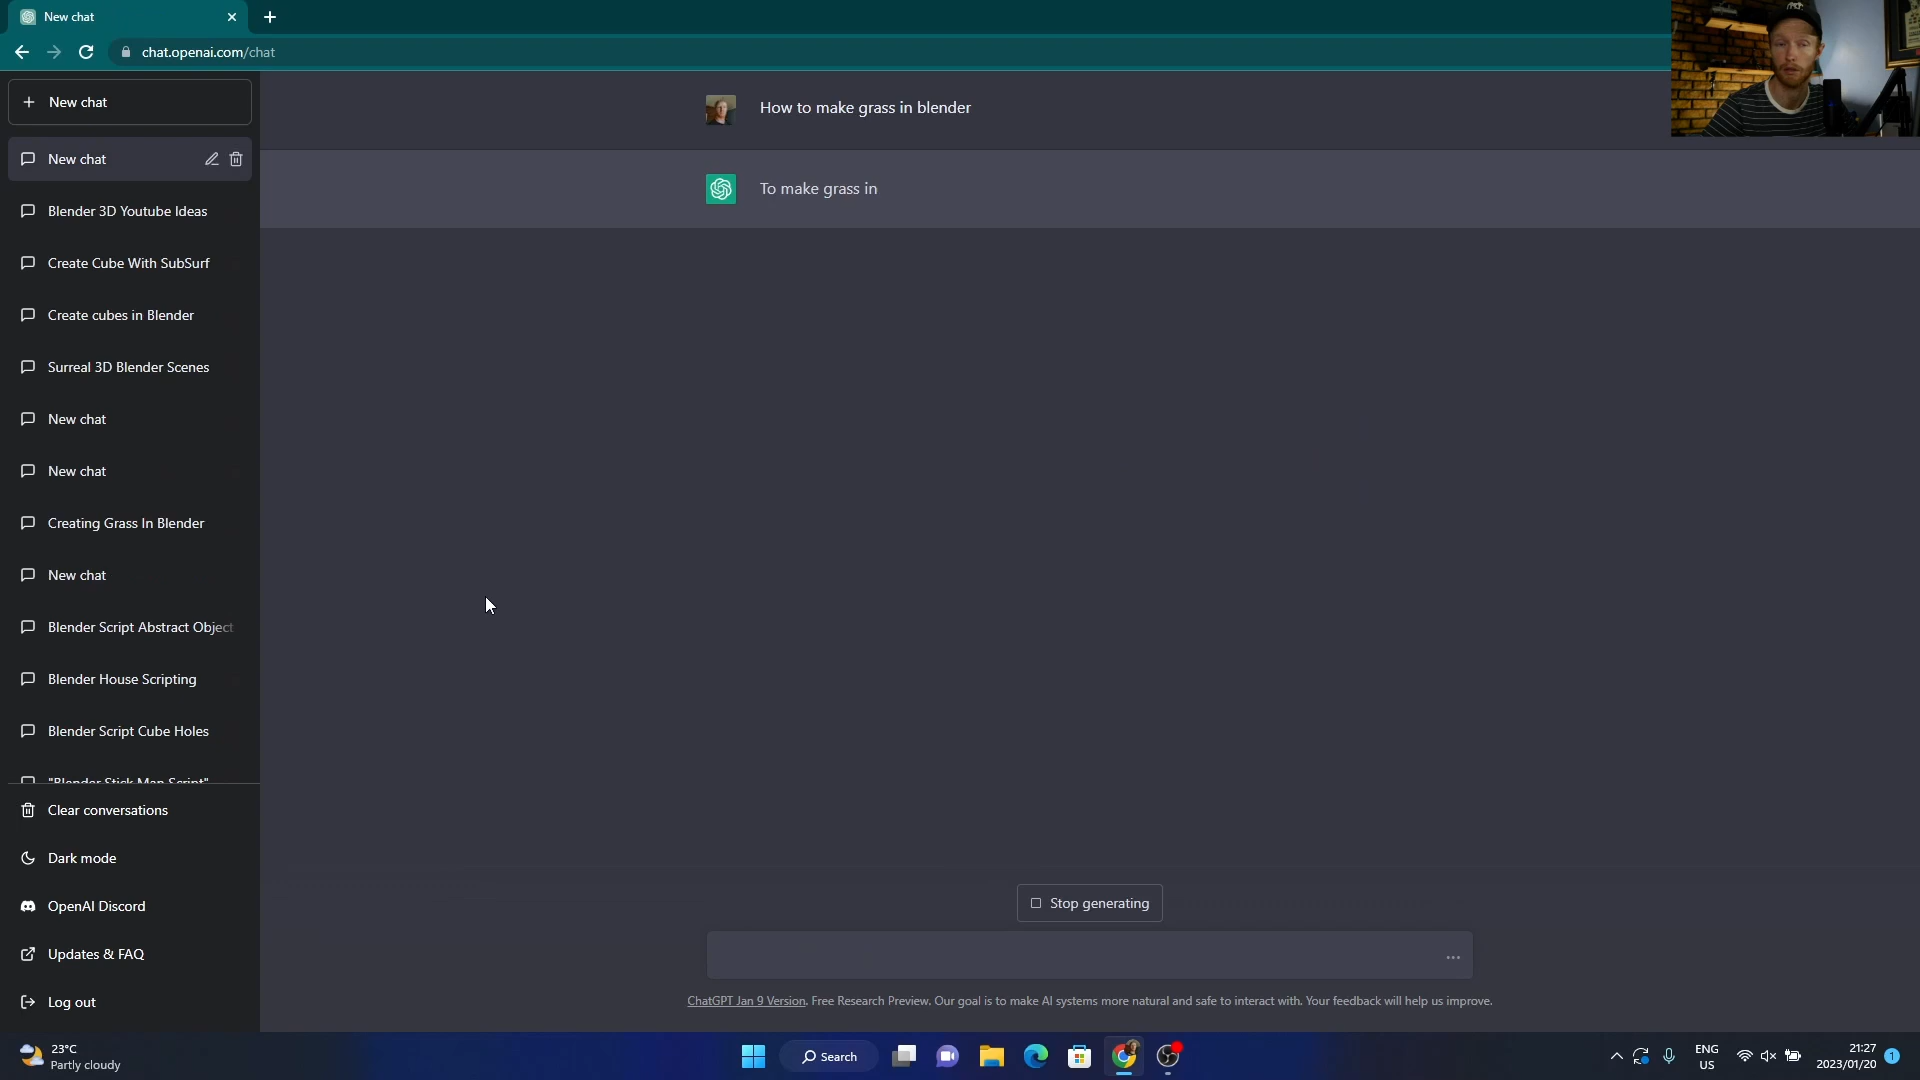 New chat
chat.openai.com/chat
New chat
New chat
Blender 3D Youtube Ideas
Create Cube With SubSurf
Create cubes in Blender
Surreal 3D Blender Scenes
New chat
New chat
Creating Grass In Blender
New chat
Blender Script Abstract Object
Blender House Scripting
Blender Script Cube Holes
"Blender Stick Man Script"
Clear conversations
Dark mode
OpenAI Discord
Updates & FAQ
Log out
How to make grass in blender
To make grass in
Stop generating
ChatGPT Jan 9 Version. Free Research Preview. Our goal is to make AI systems more natural and safe to interact with. Your feedback will help us improve.
23°C
Partly cloudy
Search
ENG
US
21:27
2023/01/20
1